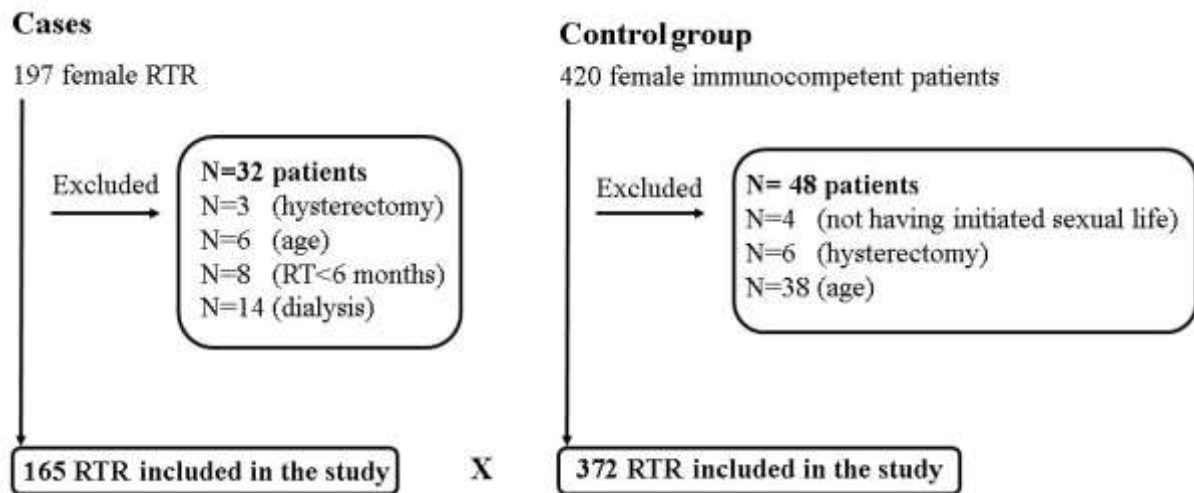 Cases
197 female RTR
Excluded
N=32 patients
N=3 (hysterectomy)
N=6 (age)
N=8 (RT<6 months)
N=14 (dialysis)
165 RTR included in the study
X
Control group
420 female immunocompetent patients
Excluded
N= 48 patients
N=4 (not having initiated sexual life)
N=6 (hysterectomy)
N=38 (age)
372 RTR included in the study